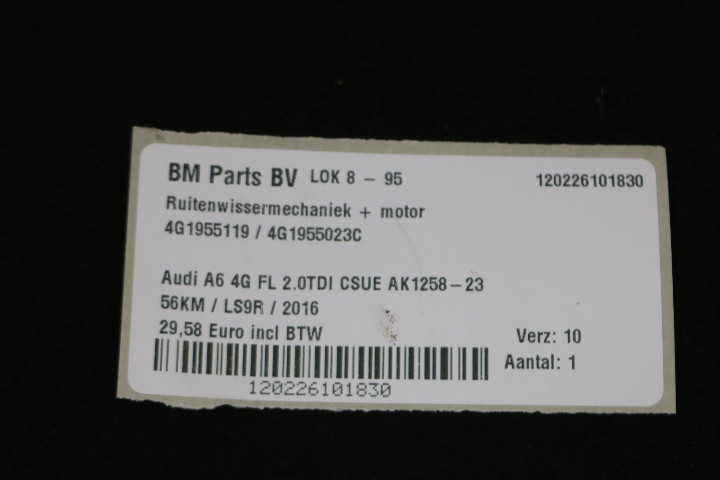 BM Parts BV LOK 8 - 95 120226101830
Ruitenwissermechaniek + motor
4G1955119 / 4G1955023C
Audi A6 4G FL 2.0TDI CSUE AK1258-23
56KM / LS9R / 2016
29,58 Euro incl BTW Verz: 10
Aantal: 1
120226101830